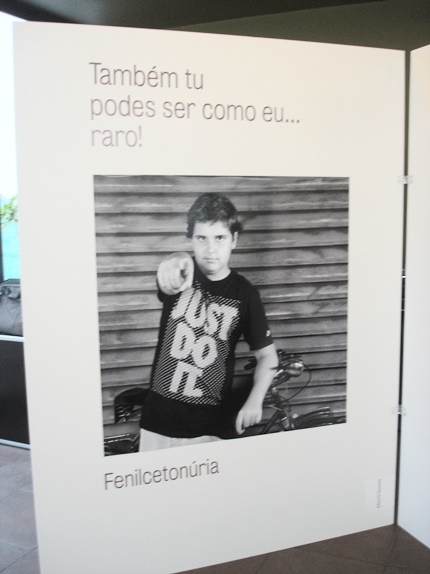 Também tu
podes ser como eu...
raro!
JUST
DO
IT.
Fenilcetonúria